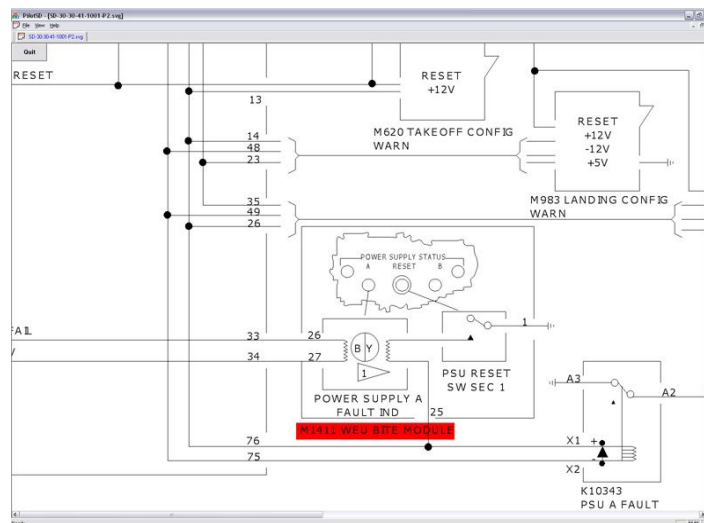 PilotSD - [SD-30-30-41-1001-P2.svg]
File View Help
SD-30-30-41-1001-P2.svg
Quit
RESET
RESET
+12V
13
M620 TAKEOFF CONFIG
WARN
RESET
+12V
-12V
+5V
14
48
23
M983 LANDING CONFIG
WARN
35
49
26
POWER SUPPLY STATUS
A RESET B
1
AIL
33 26
34 27
B Y
1
PSU RESET
SW SEC 1
POWER SUPPLY A
FAULT IND 25
M1411 WEU BITE MODULE
A3
A2
76
75
X1 +
X2 -
K10343
PSU A FAULT